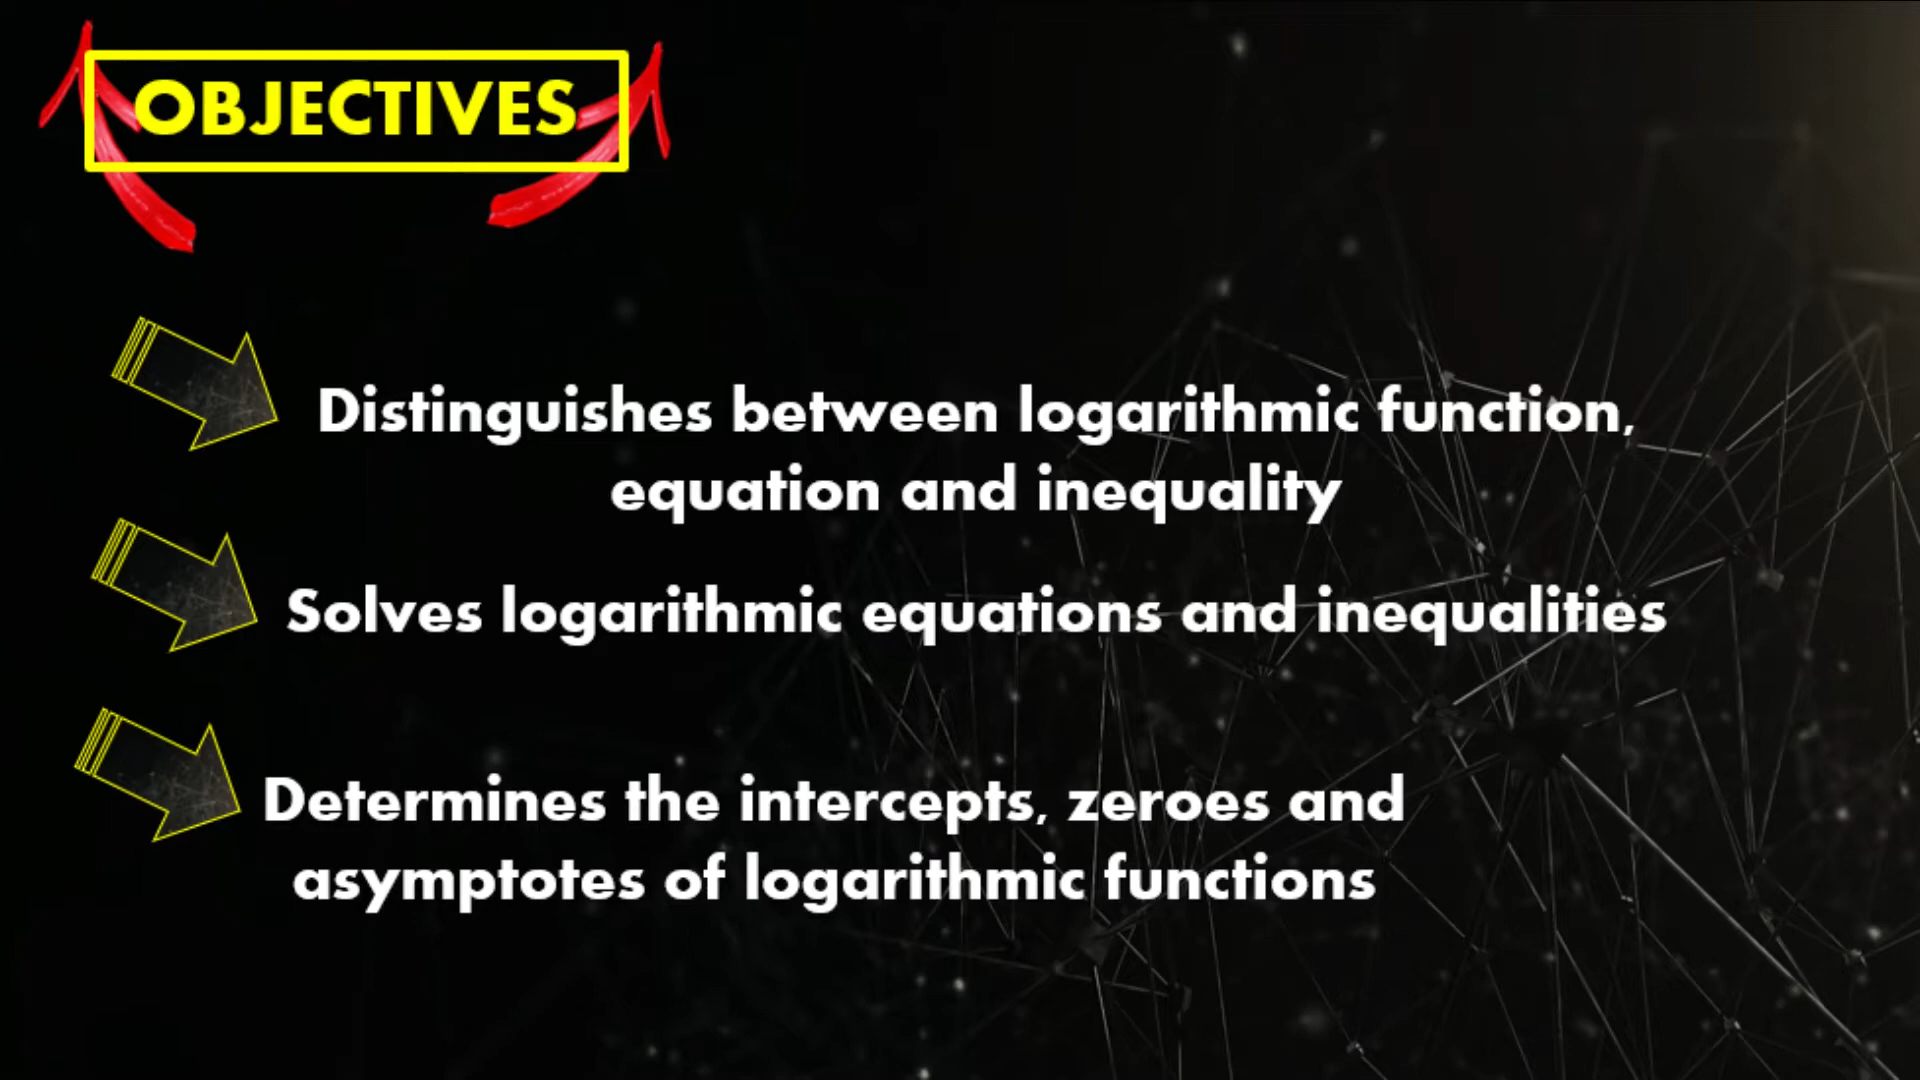 OBJECTIVES
Distinguishes between logarithmic function,
equation and inequality
Solves logarithmic equations and inequalities
Determines the intercepts, zeroes and
asymptotes of logarithmic functions